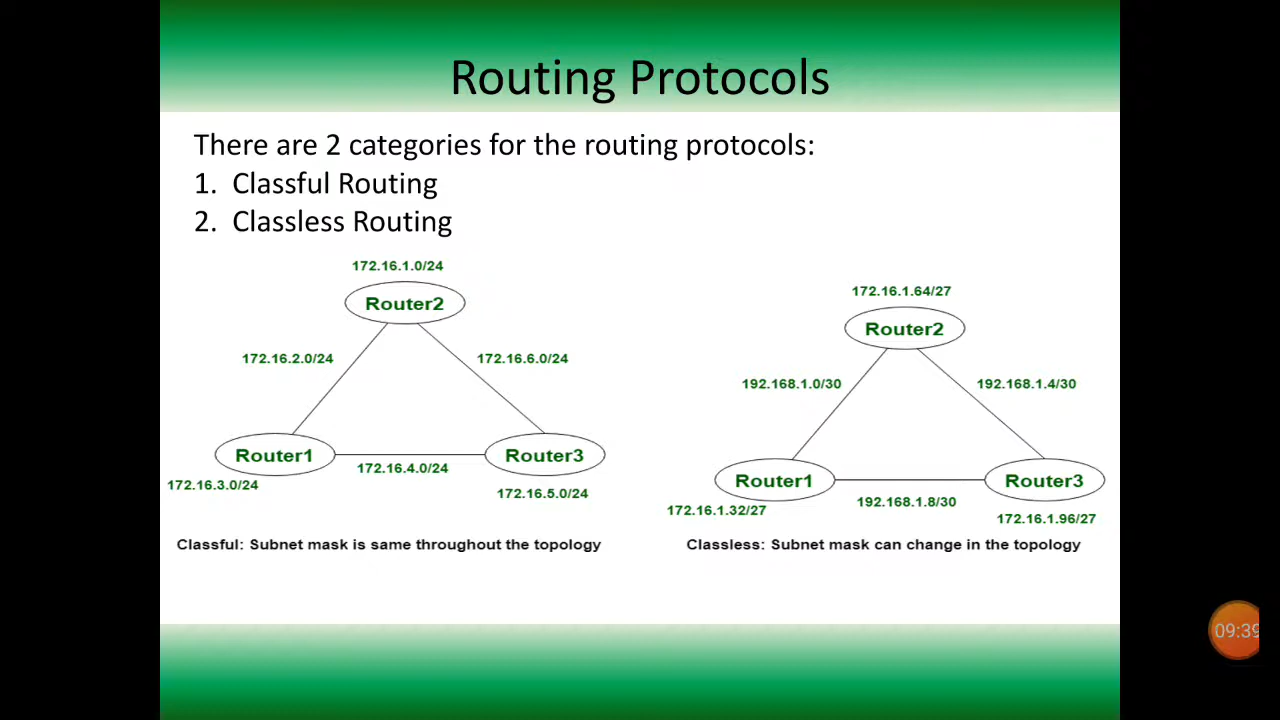 Routing Protocols
There are 2 categories for the routing protocols:
1. Classful Routing
2. Classless Routing
172.16.1.0/24
Router2
172.16.2.0/24
172.16.6.0/24
Router1
Router3
172.16.4.0/24
172.16.3.0/24
172.16.5.0/24
Classful: Subnet mask is same throughout the topology
172.16.1.64/27
Router2
192.168.1.0/30
192.168.1.4/30
Router1
Router3
192.168.1.8/30
172.16.1.32/27
172.16.1.96/27
Classless: Subnet mask can change in the topology
09:39